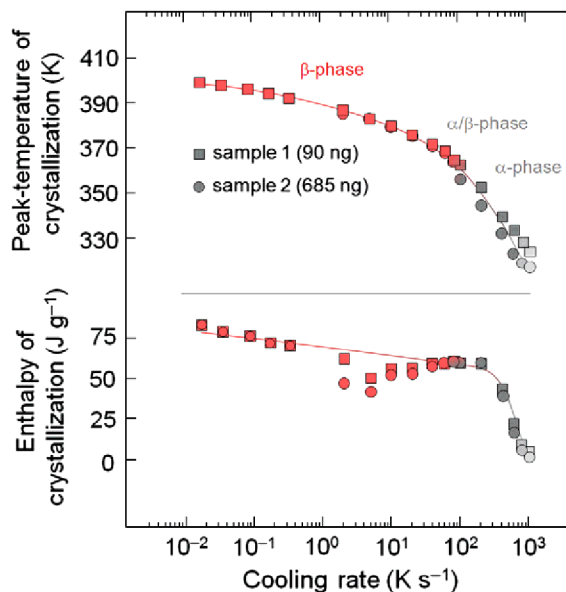 Peak-temperature of
crystallization (K)
410
390
370
350
330
β-phase
α/β-phase
α-phase
sample 1 (90 ng)
sample 2 (685 ng)
Enthalpy of
crystallization (J g⁻¹)
75
50
25
0
10⁻² 10⁻¹ 10⁰ 10¹ 10² 10³
Cooling rate (K s⁻¹)